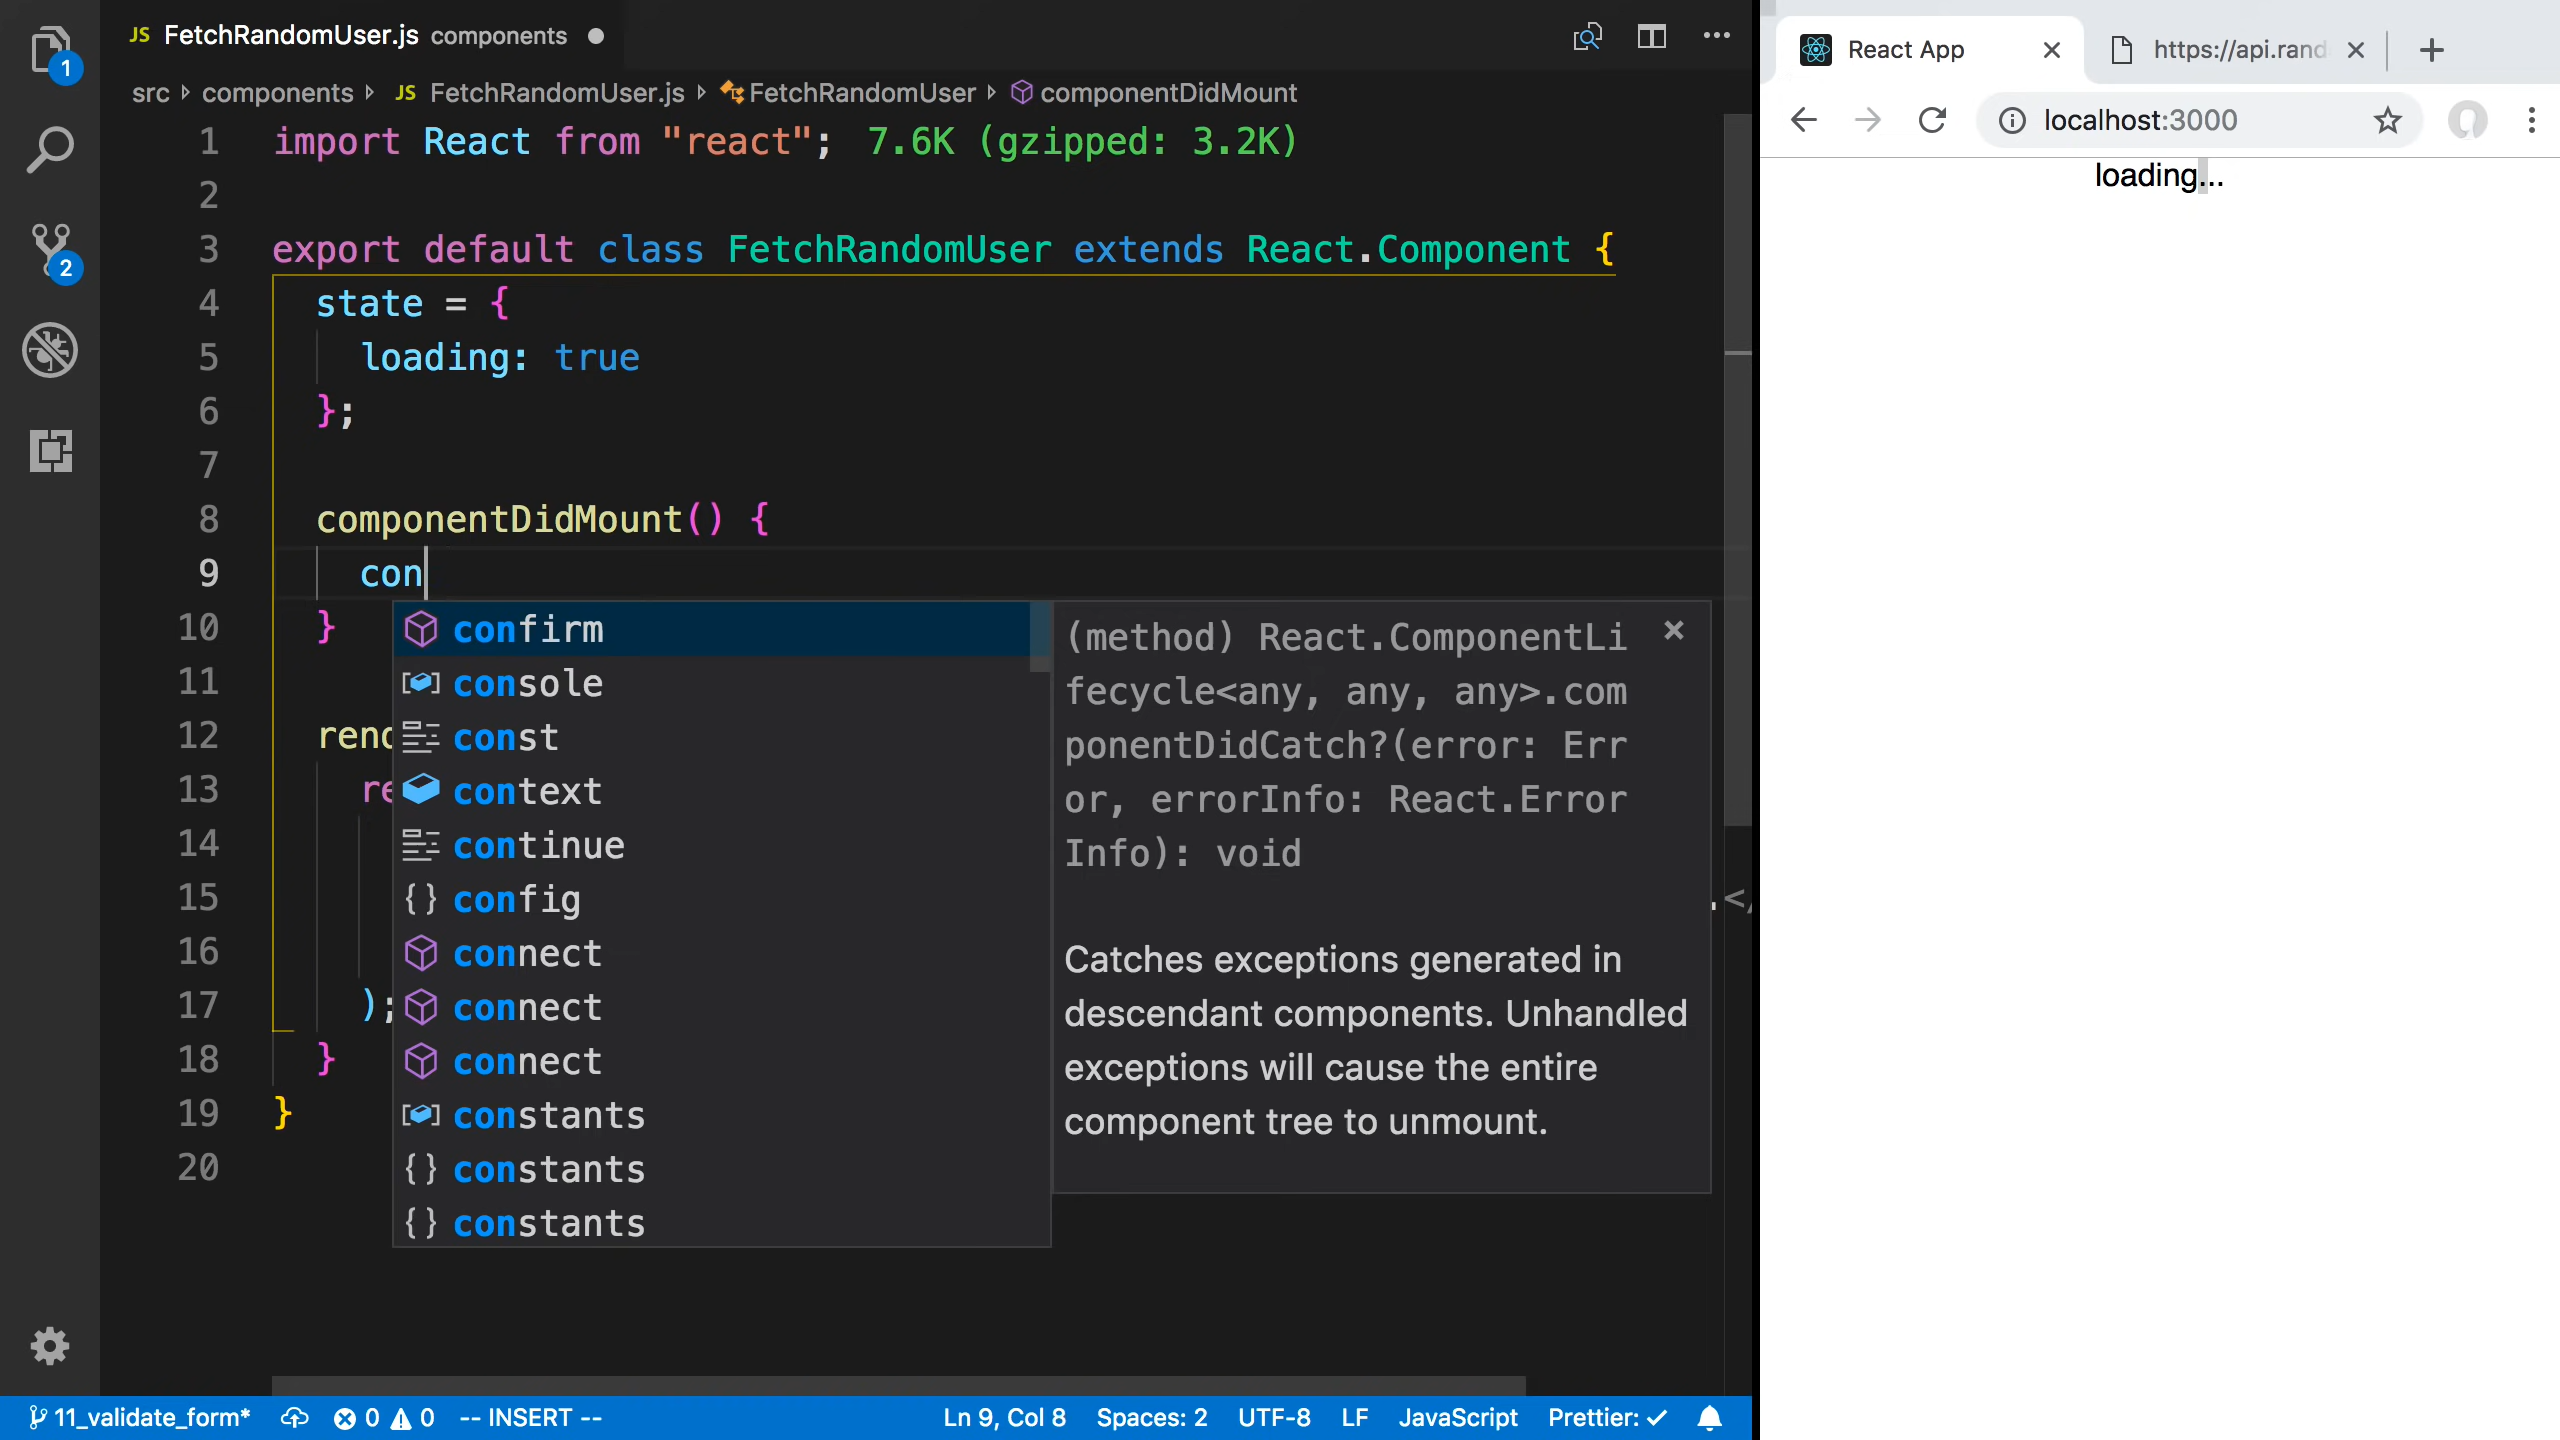 JS FetchRandomUser.js components
src components JS FetchRandomUser.js FetchRandomUser componentDidMount
1 import React from "react"; 7.6K (gzipped: 3.2K)
2
3 export default class FetchRandomUser extends React.Component {
4 state = {
5 loading: true
6 };
7
8 componentDidMount() {
9 con
10 }
11
12 rend
13 re
14
15 .</
16
17 );
18 }
19 }
20
confirm
console
const
context
continue
config
connect
connect
connect
constants
constants
constants
(method) React.ComponentLi
fecycle<any, any, any>.com
ponentDidCatch?(error: Err
or, errorInfo: React.Error
Info): void
Catches exceptions generated in
descendant components. Unhandled
exceptions will cause the entire
component tree to unmount.
1
2
11_validate_form* 0 0 -- INSERT -- Ln 9, Col 8 Spaces: 2 UTF-8 LF JavaScript Prettier: ✓
React App https://api.rand
localhost:3000
loading...